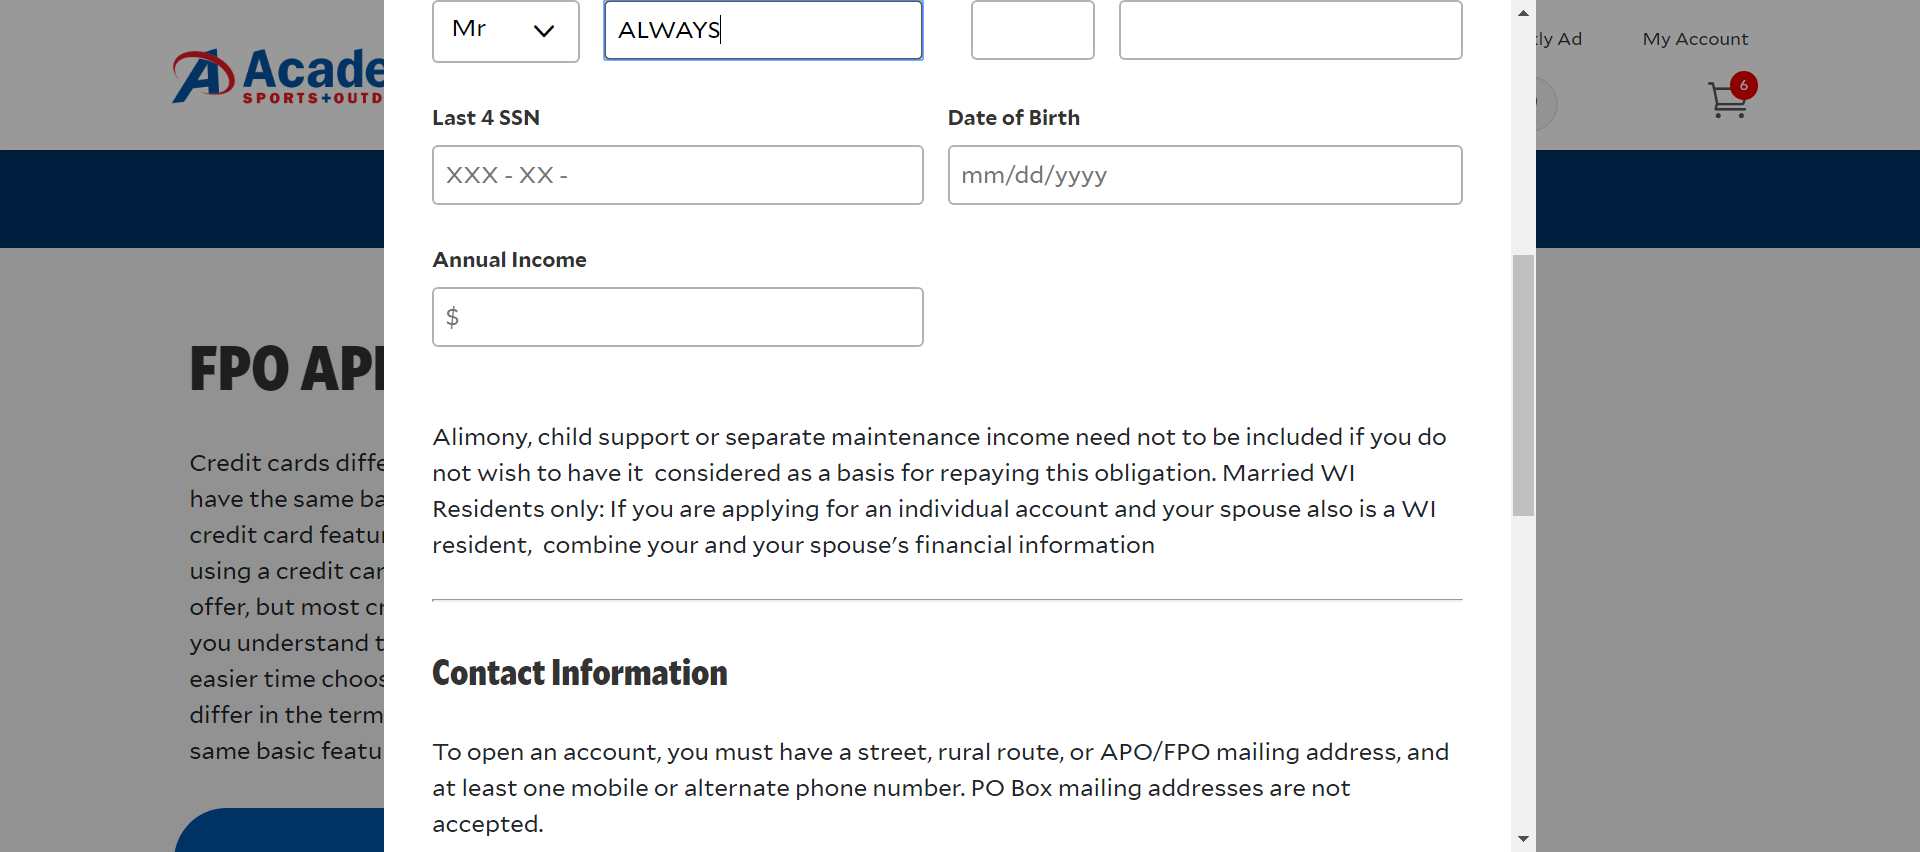 Mr
ALWAYS
ly Ad
My Account
6
Acade
SPORTS+OUTD
Last 4 SSN
Date of Birth
XXX - XX -
mm/dd/yyyy
Annual Income
$
FPO AP
Credit cards diffe
have the same ba
credit card featur
using a credit car
offer, but most cr
you understand t
easier time choos
differ in the term
same basic featu
Alimony, child support or separate maintenance income need not to be included if you do
not wish to have it  considered as a basis for repaying this obligation. Married WI
Residents only: If you are applying for an individual account and your spouse also is a WI
resident,  combine your and your spouse's financial information
Contact Information
To open an account, you must have a street, rural route, or APO/FPO mailing address, and
at least one mobile or alternate phone number. PO Box mailing addresses are not
accepted.